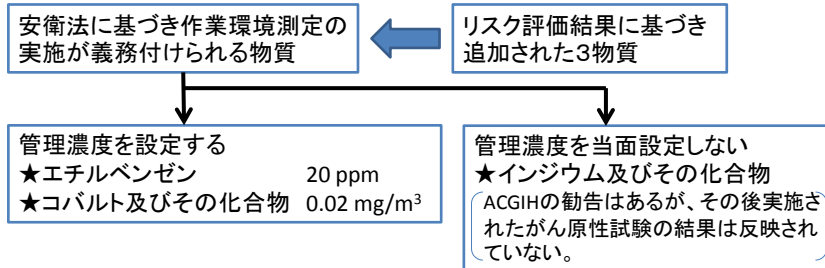 安衛法に基づき作業環境測定の
実施が義務付けられる物質
リスク評価結果に基づき
追加された3物質
管理濃度を設定する
★エチルベンゼン 20 ppm
★コバルト及びその化合物 0.02 mg/m³
管理濃度を当面設定しない
★インジウム及びその化合物
ACGIHの勧告はあるが、その後実施さ
れたがん原性試験の結果は反映され
ていない。